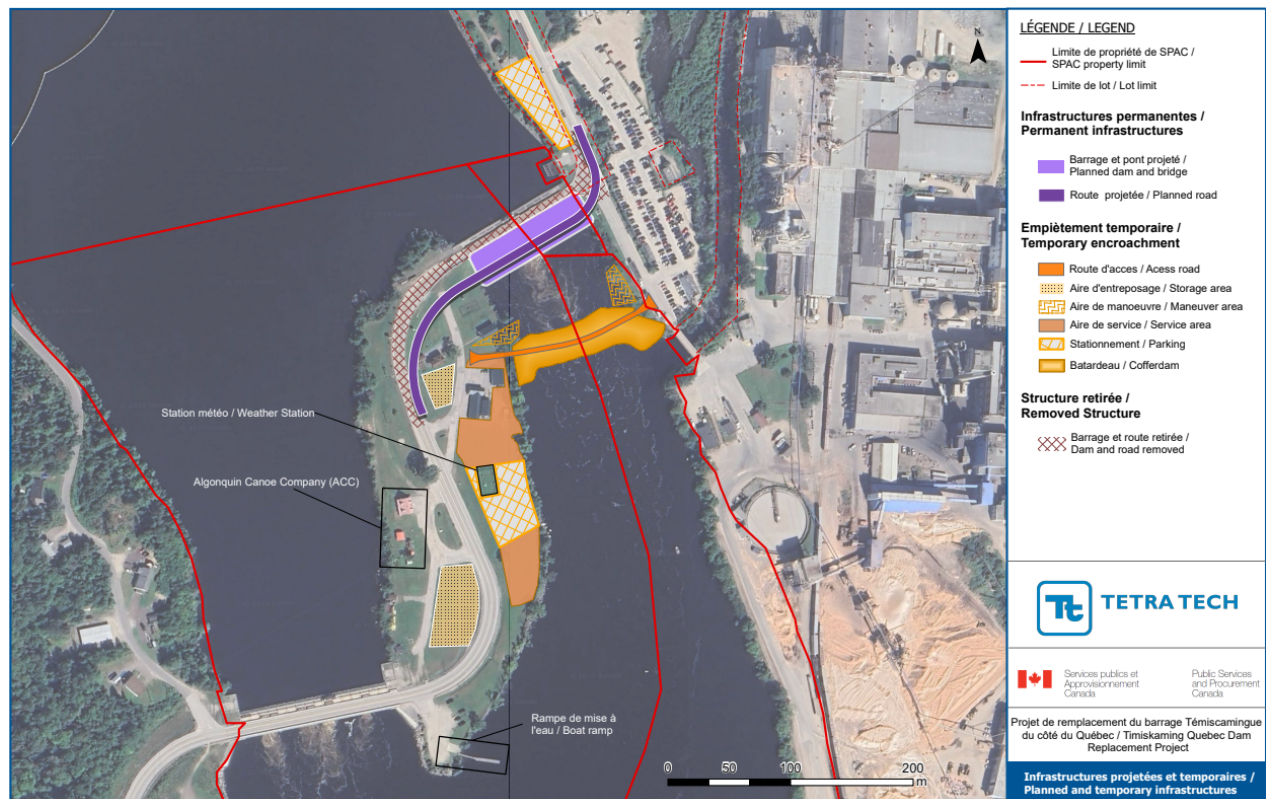 Station météo / Weather Station
Algonquin Canoe Company (ACC)
Rampe de mise à
l'eau / Boat ramp
0 50 100 200
m
N
LÉGENDE / LEGEND
Limite de propriété de SPAC /
SPAC property limit
Limite de lot / Lot limit
Infrastructures permanentes /
Permanent infrastructures
Barrage et pont projeté /
Planned dam and bridge
Route projetée / Planned road
Empiètement temporaire /
Temporary encroachment
Route d'acces / Acess road
Aire d'entreposage / Storage area
Aire de manoeuvre / Maneuver area
Aire de service / Service area
Stationnement / Parking
Batardeau / Cofferdam
Structure retirée /
Removed Structure
Barrage et route retirée /
Dam and road removed
Tt TETRA TECH
Services publics et
Approvisionnement
Canada
Public Services
and Procurement
Canada
Projet de remplacement du barrage Témiscamingue
du côté du Québec / Timiskaming Quebec Dam
Replacement Project
Infrastructures projetées et temporaires /
Planned and temporary infrastructures